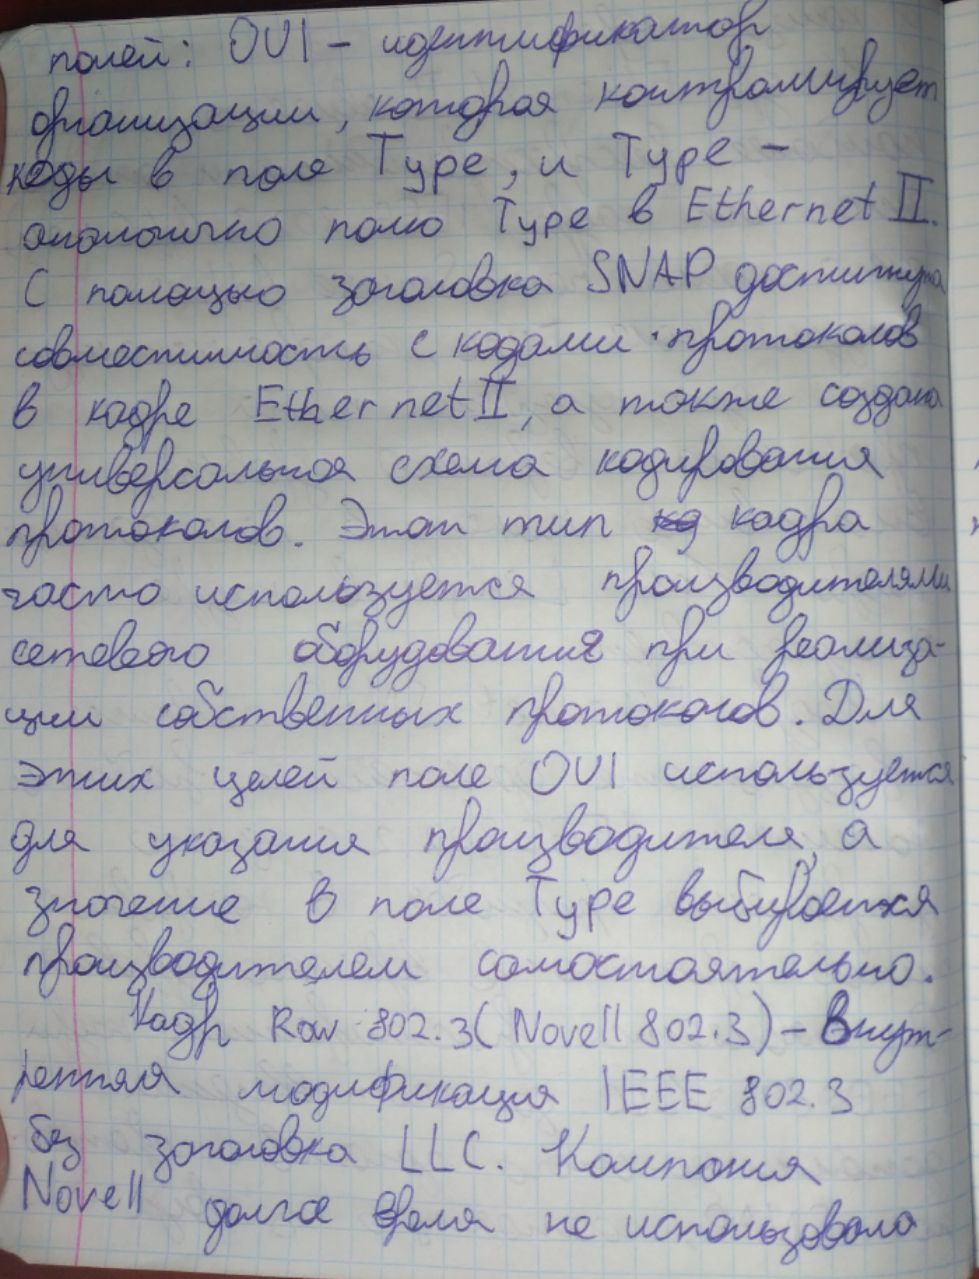 полей: OUI – идентификатор
организации, которая контролирует
коды в поле Type, и Type –
аналогично полю Type в Ethernet II.
С помощью заголовка SNAP достигнута
совместимость с кодами протоколов
в кадре Ethernet II, а также создана
универсальная схема кодирования
протоколов. Этот тип кадра
часто используется производителями
сетевого оборудования при реализа-
ции собственных протоколов. Для
этих целей поле OUI используется
для указания производителя, а
значение в поле Type выбирается
производителем самостоятельно.
Кадр Raw 802.3 (Novell 802.3) – внут-
ренняя модификация IEEE 802.3
без заголовка LLC. Компания
Novell долгое время не использовала